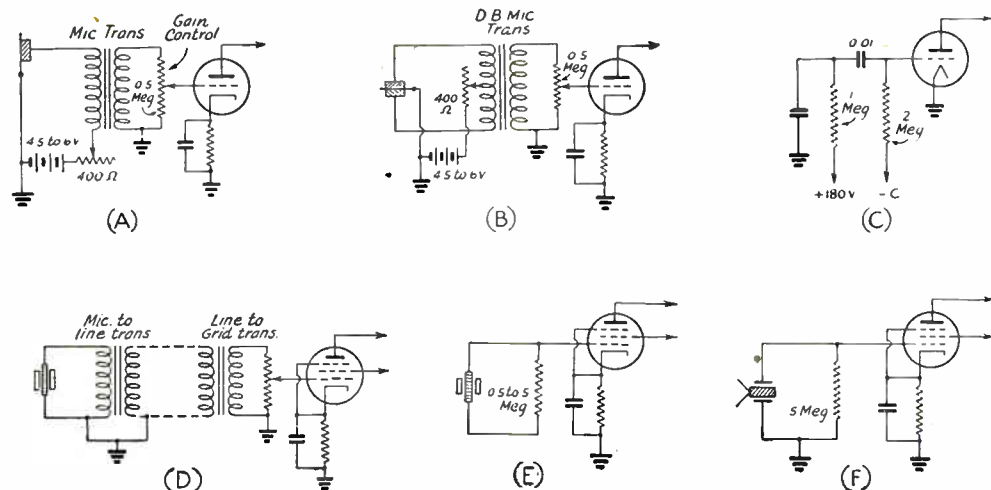 Mic Trans
Gain
Control
0 5
Meg
4 5 to 6v
400 Ω
(A)
D B Mic
Trans
0 5
Meg
400
Ω
4 5 to 6v
(B)
0 01
1
Meg
2
Meg
+180v
- C
(C)
Mic. to
line trans
Line to
Grid trans.
(D)
0 5 to 5
Meg
(E)
5 Meg
(F)